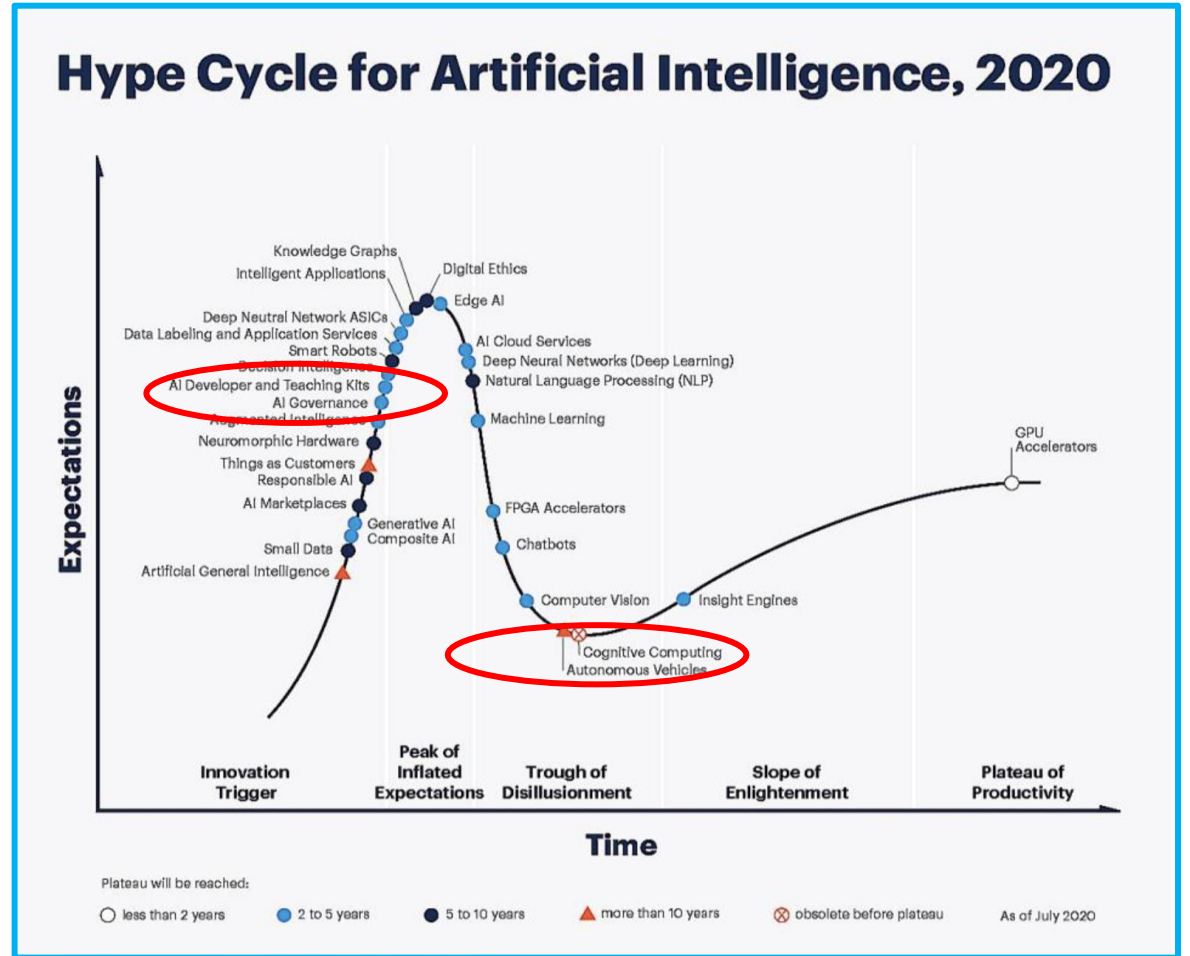 Hype Cycle for Artificial Intelligence, 2020
Expectations
Knowledge Graphs
Intelligent Applications
Digital Ethics
Edge AI
Deep Neutral Network ASICs
Data Labeling and Application Services
Smart Robots
Decision Intelligence
AI Developer and Teaching Kits
AI Governance
Augmented Intelligence
Neuromorphic Hardware
Things as Customers
Responsible AI
AI Marketplaces
Generative AI
Composite AI
Small Data
Artificial General Intelligence
AI Cloud Services
Deep Neural Networks (Deep Learning)
Natural Language Processing (NLP)
Machine Learning
FPGA Accelerators
Chatbots
Computer Vision
Insight Engines
Cognitive Computing
Autonomous Vehicles
GPU
Accelerators
Innovation
Trigger
Peak of
Inflated
Expectations
Trough of
Disillusionment
Slope of
Enlightenment
Plateau of
Productivity
Time
Plateau will be reached:
less than 2 years
2 to 5 years
5 to 10 years
more than 10 years
obsolete before plateau
As of July 2020